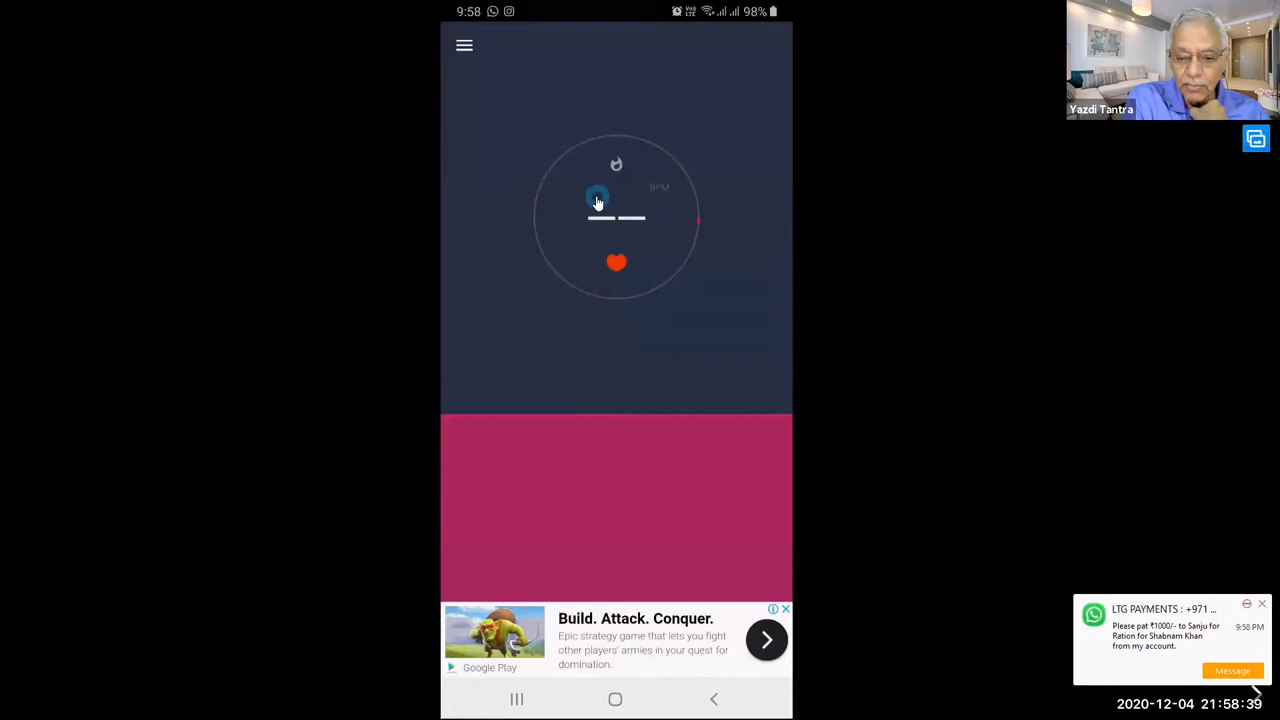 9:58
98%
Yazdi Tantra
BPM
Build. Attack. Conquer.
Epic strategy game that lets you fight
other players' armies in your quest for
domination.
Google Play
LTG PAYMENTS : +971 ...
Please pat ₹1000/- to Sanju for
Ration for Shabnam Khan
from my account.
9:58 PM
Message
2020-12-04 21:58:39